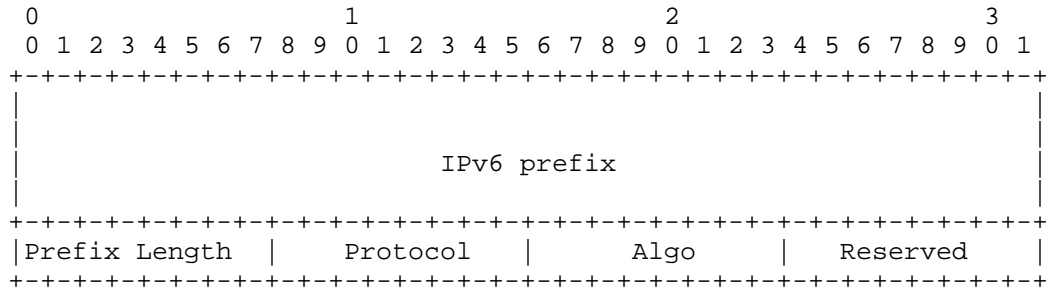 0                   1                   2                   3
 0 1 2 3 4 5 6 7 8 9 0 1 2 3 4 5 6 7 8 9 0 1 2 3 4 5 6 7 8 9 0 1
+-+-+-+-+-+-+-+-+-+-+-+-+-+-+-+-+-+-+-+-+-+-+-+-+-+-+-+-+-+-+-+-+
|                                                               |
|                                                               |
|                          IPv6 prefix                          |
|                                                               |
+-+-+-+-+-+-+-+-+-+-+-+-+-+-+-+-+-+-+-+-+-+-+-+-+-+-+-+-+-+-+-+-+
|Prefix Length  |    Protocol   |      Algo     |   Reserved    |
+-+-+-+-+-+-+-+-+-+-+-+-+-+-+-+-+-+-+-+-+-+-+-+-+-+-+-+-+-+-+-+-+